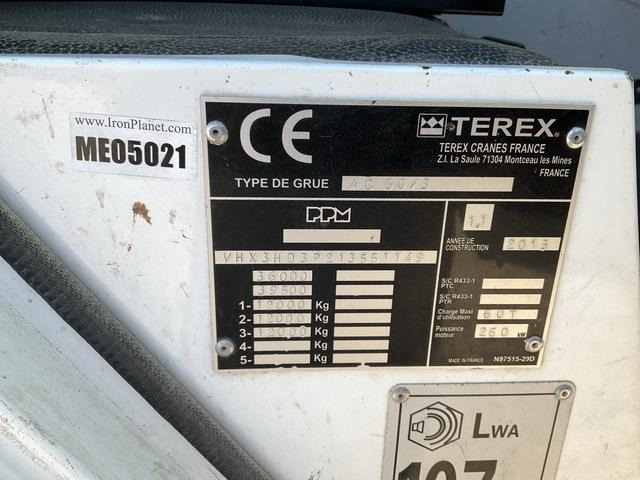 www.IronPlanet.com
ME05021
CE
TEREX
TEREX CRANES FRANCE
Z.I. La Saule 71304 Montceau les Mines
FRANCE
TYPE DE GRUE AC 60/3
PPM
1.1
ANNÉE DE
CONSTRUCTION 2013
VHX3HD3P213551149
36000
39500
1- 12000 Kg
2- 12000 Kg
3- 12000 Kg
4- Kg
5- Kg
S/C R433-1
PTC
S/C R433-1
PTR
Charge Maxi
d'utilisation 60T
Puissance
moteur 260 kW
MADE IN FRANCE N97515-29D
LWA
107